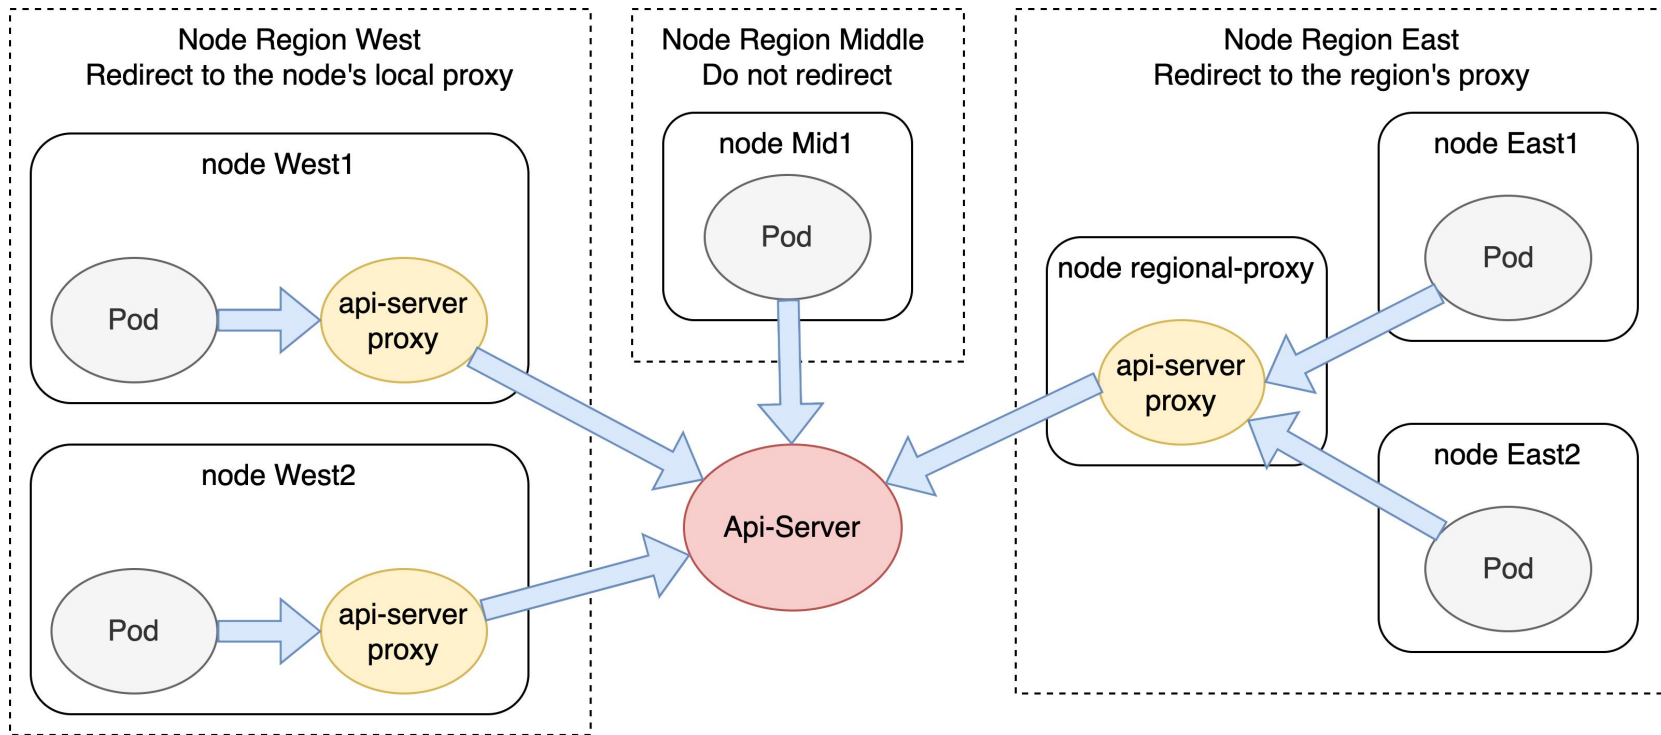 Node Region West
Redirect to the node's local proxy
node West1
Pod
api-server
proxy
node West2
Pod
api-server
proxy
Node Region Middle
Do not redirect
node Mid1
Pod
Api-Server
Node Region East
Redirect to the region's proxy
node regional-proxy
api-server
proxy
node East1
Pod
node East2
Pod